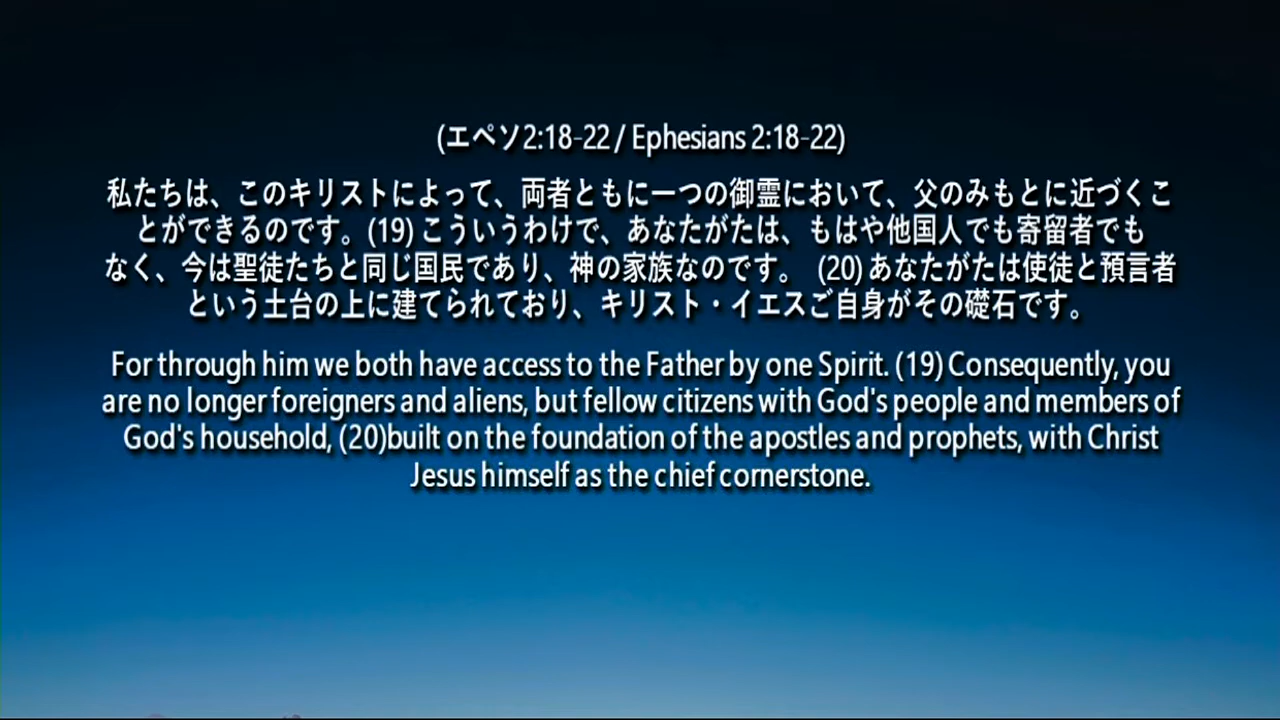 (エペソ2:18-22 / Ephesians 2:18-22)
私たちは、このキリストによって、両者ともに一つの御霊において、父のみもとに近づくこ
とができるのです。(19) こういうわけで、あなたがたは、もはや他国人でも寄留者でも
なく、今は聖徒たちと同じ国民であり、神の家族なのです。 (20) あなたがたは使徒と預言者
という土台の上に建てられており、キリスト・イエスご自身がその礎石です。
For through him we both have access to the Father by one Spirit. (19) Consequently, you
are no longer foreigners and aliens, but fellow citizens with God's people and members of
God's household, (20)built on the foundation of the apostles and prophets, with Christ
Jesus himself as the chief cornerstone.